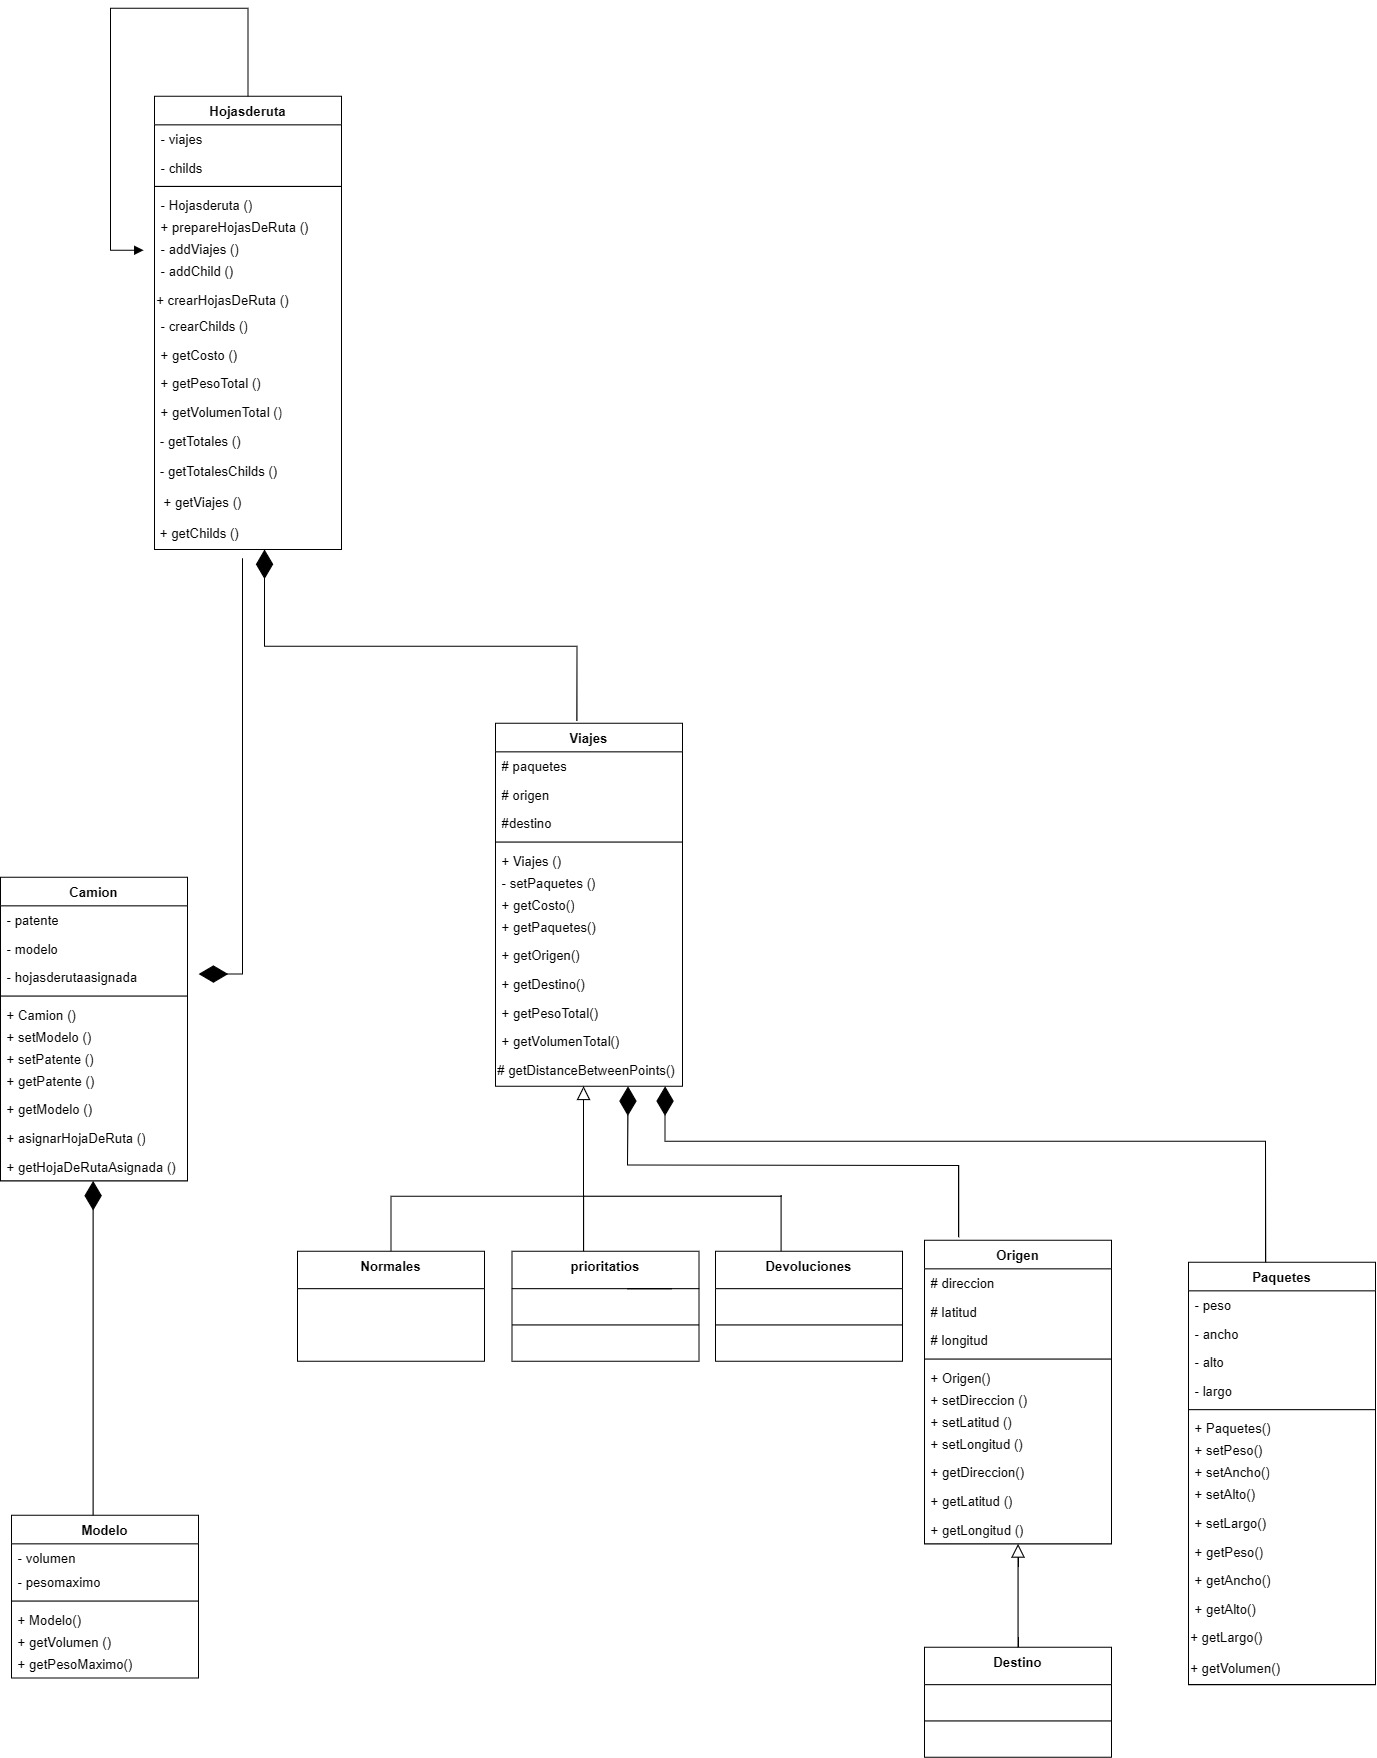 Hojasderuta
- viajes
- childs
- Hojasderuta ()
+ prepareHojasDeRuta ()
- addViajes ()
- addChild ()
+ crearHojasDeRuta ()
- crearChilds ()
+ getCosto ()
+ getPesoTotal ()
+ getVolumenTotal ()
- getTotales ()
- getTotalesChilds ()
+ getViajes ()
+ getChilds ()
Viajes
# paquetes
# origen
#destino
+ Viajes ()
- setPaquetes ()
+ getCosto()
+ getPaquetes()
+ getOrigen()
+ getDestino()
+ getPesoTotal()
+ getVolumenTotal()
# getDistanceBetweenPoints()
Camion
- patente
- modelo
- hojasderutaasignada
+ Camion ()
+ setModelo ()
+ setPatente ()
+ getPatente ()
+ getModelo ()
+ asignarHojaDeRuta ()
+ getHojaDeRutaAsignada ()
Normales
prioritatios
Devoluciones
Origen
# direccion
# latitud
# longitud
+ Origen()
+ setDireccion ()
+ setLatitud ()
+ setLongitud ()
+ getDireccion()
+ getLatitud ()
+ getLongitud ()
Paquetes
- peso
- ancho
- alto
- largo
+ Paquetes()
+ setPeso()
+ setAncho()
+ setAlto()
+ setLargo()
+ getPeso()
+ getAncho()
+ getAlto()
+ getLargo()
+ getVolumen()
Modelo
- volumen
- pesomaximo
+ Modelo()
+ getVolumen ()
+ getPesoMaximo()
Destino